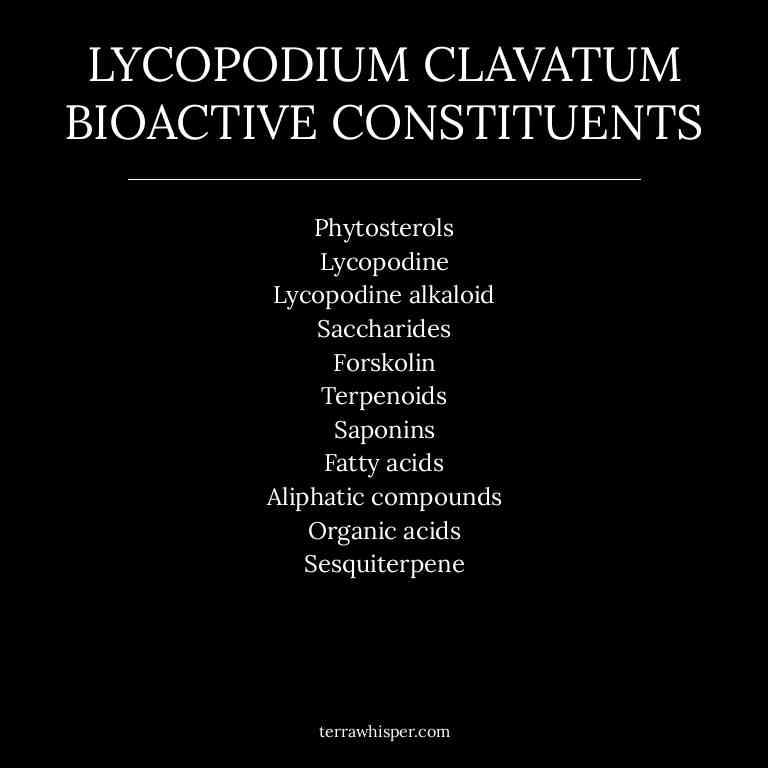 LYCOPODIUM CLAVATUM
BIOACTIVE CONSTITUENTS
Phytosterols
Lycopodine
Lycopodine alkaloid
Saccharides
Forskolin
Terpenoids
Saponins
Fatty acids
Aliphatic compounds
Organic acids
Sesquiterpene
terrawhisper.com